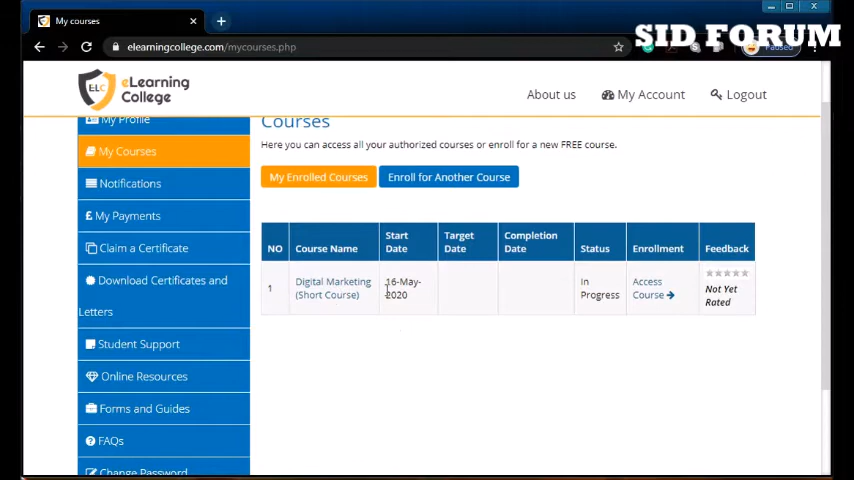 My courses
SID FORUM
elearningcollege.com/mycourses.php
Paused
ELC
eLearning
College
About us
My Account
Logout
My Profile
Courses
Here you can access all your authorized courses or enroll for a new FREE course.
My Courses
My Enrolled Courses
Enroll for Another Course
Notifications
£ My Payments
Claim a Certificate
Download Certificates and
Letters
Student Support
Online Resources
Forms and Guides
FAQs
Change Password
NO
Course Name
Start
Date
Target
Date
Completion
Date
Status
Enrollment
Feedback
1
Digital Marketing
(Short Course)
16-May-
2020
In
Progress
Access
Course
Not Yet
Rated